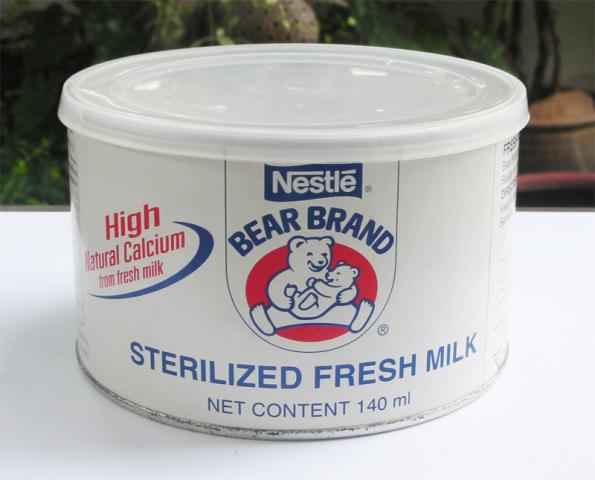 High
Natural Calcium
from fresh milk
Nestlé ®
BEAR BRAND
®
STERILIZED FRESH MILK
NET CONTENT 140 ml